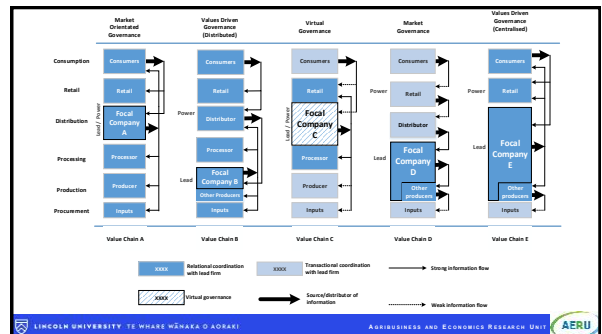 Market
Orientated
Governance
Values Driven
Governance
(Distributed)
Virtual
Governance
Market
Governance
Values Driven
Governance
(Centralised)
Consumption
Consumers
Consumers
Consumers
Consumers
Consumers
Retail
Retail
Retail
Retail
Retail
Retail
Power
Power
Power
Distribution
Lead / Power
Focal
Company
A
Distributor
Lead / Power
Focal
Company
C
Distributor
Focal
Company
E
Processing
Processor
Processor
Processor
Lead
Focal
Company
D
Lead
Production
Producer
Lead
Focal
Company B
Other Producers
Producer
Other
producers
Other
producers
Procurement
Inputs
Inputs
Inputs
Inputs
Inputs
Value Chain A
Value Chain B
Value Chain C
Value Chain D
Value Chain E
XXXX
Relational coordination
with lead firm
XXXX
Transactional coordination
with lead firm
Strong information flow
XXXX
Virtual governance
Source/distributor of
information
Weak information flow
LINCOLN UNIVERSITY TE WHARE WĀNAKA O AORAKI
AGRIBUSINESS AND ECONOMICS RESEARCH UNIT
AERU